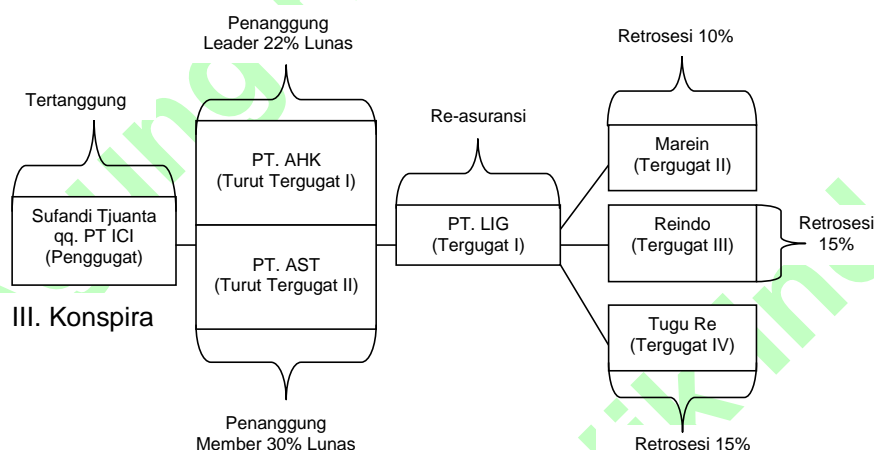 Penanggung
Leader 22% Lunas
Retrosesi 10%
Tertanggung
Re-asuransi
PT. AHK
(Turut Tergugat I)
Marein
(Tergugat II)
Sufandi Tjuanta
qq. PT ICI
(Penggugat)
PT. LIG
(Tergugat I)
Reindo
(Tergugat III)
Retrosesi
15%
PT. AST
(Turut Tergugat II)
III. Konspira
Tugu Re
(Tergugat IV)
Penanggung
Member 30% Lunas
Retrosesi 15%